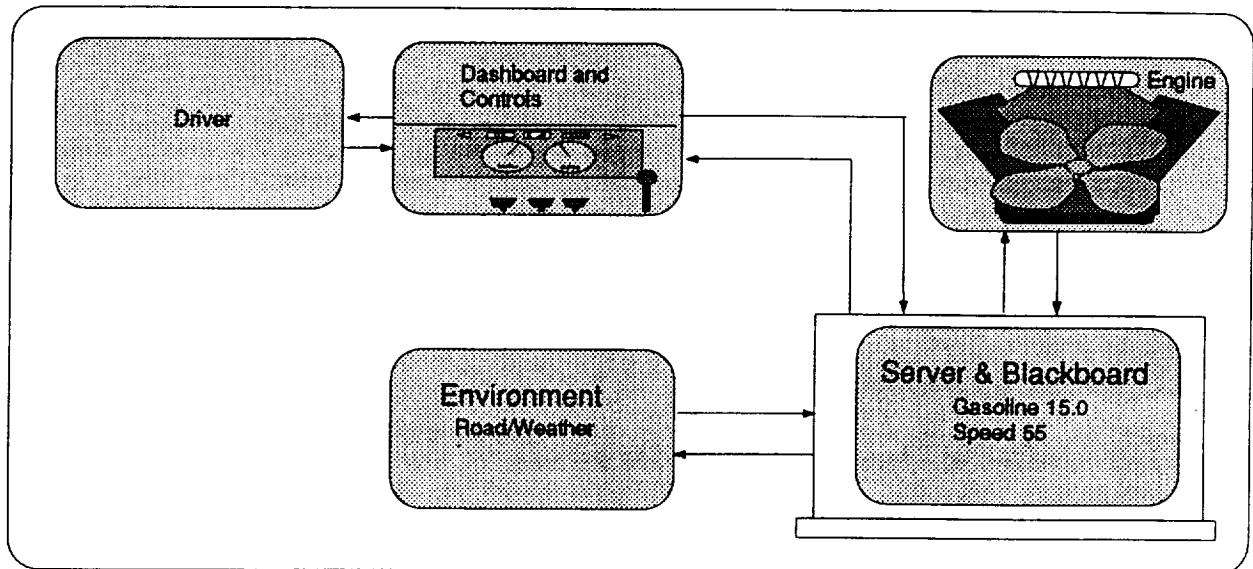 Driver
Dashboard and
Controls
Engine
Environment
Road/Weather
Server & Blackboard
Gasoline 15.0
Speed 55